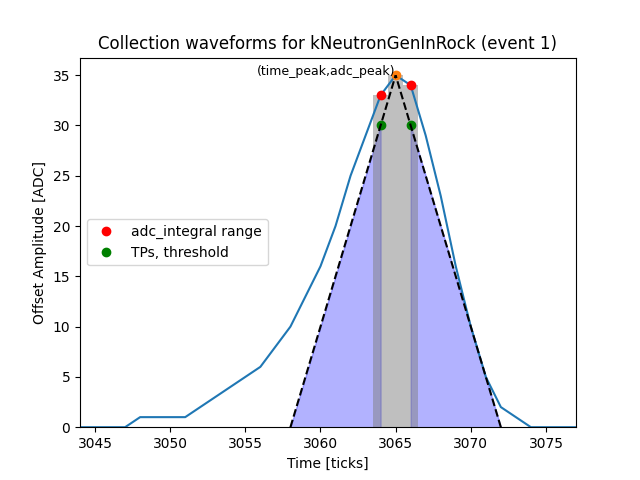 Collection waveforms for kNeutronGenInRock (event 1)
(time_peak,adc_peak)
35
30
25
20
15
10
5
0
Offset Amplitude [ADC]
adc_integral range
TPs, threshold
3045 3050 3055 3060 3065 3070 3075
Time [ticks]